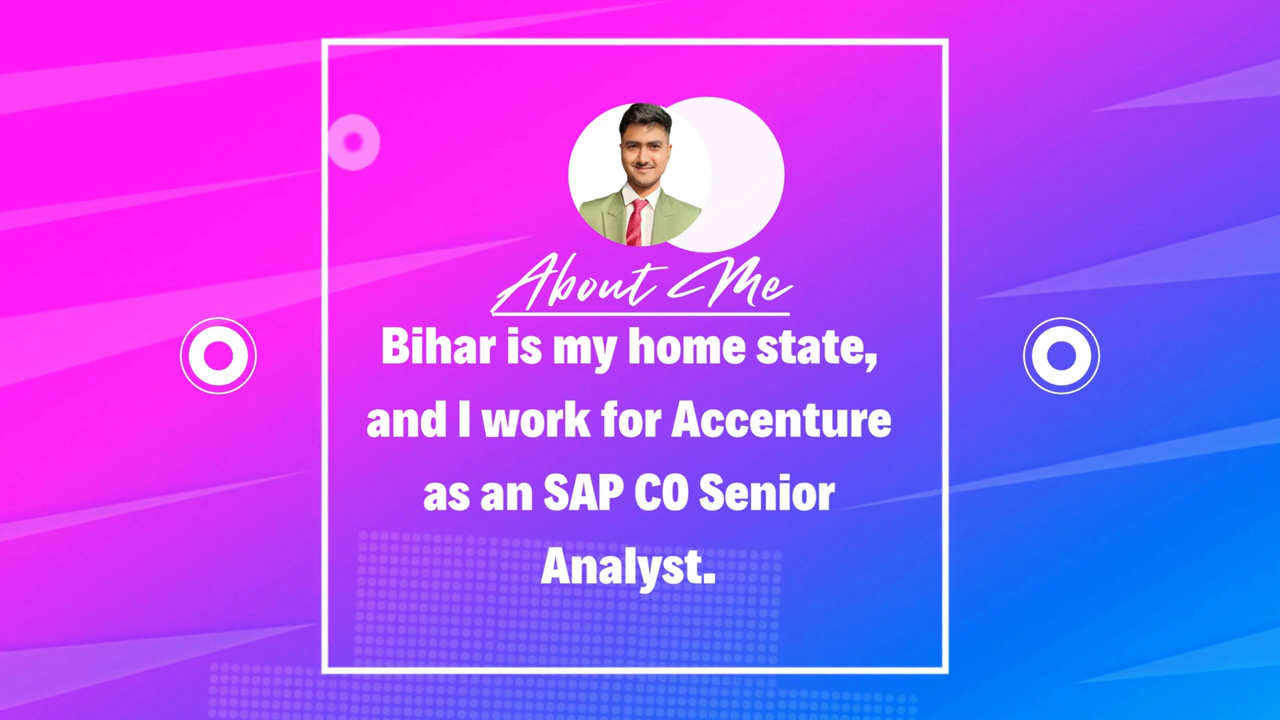 About Me
Bihar is my home state,
and I work for Accenture
as an SAP CO Senior
Analyst.